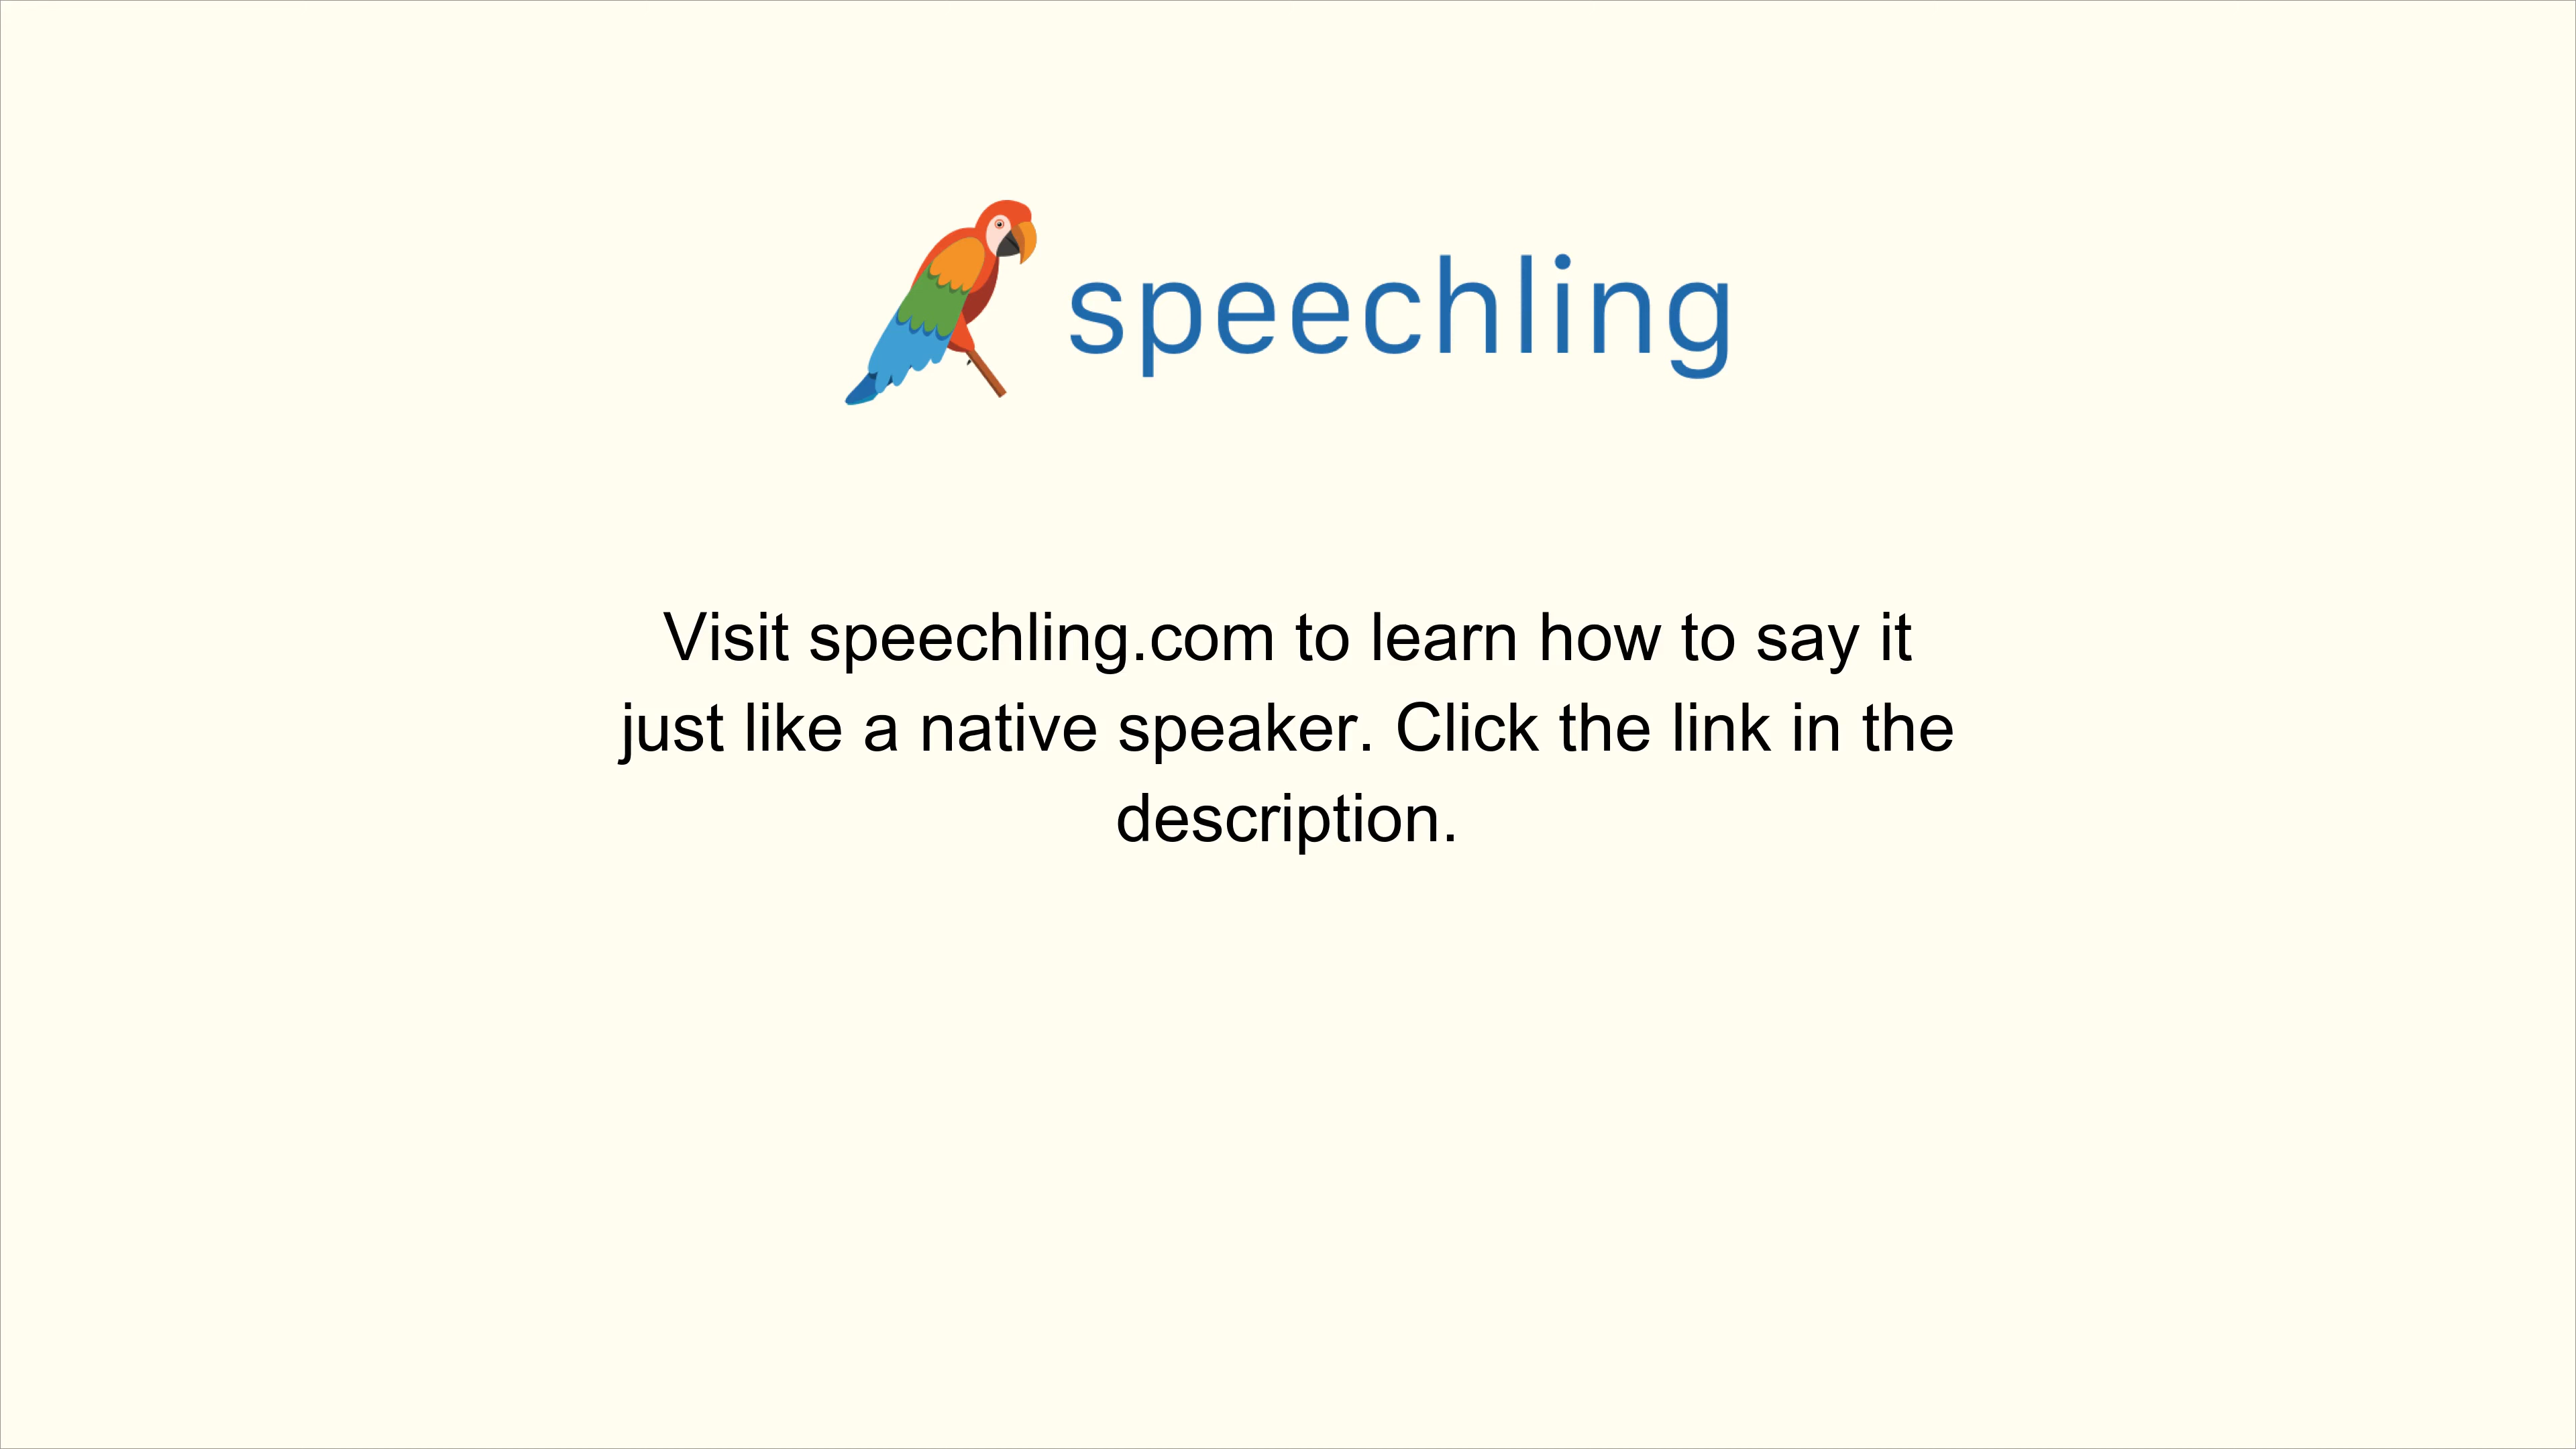 speechling
Visit speechling.com to learn how to say it
just like a native speaker. Click the link in the
description.